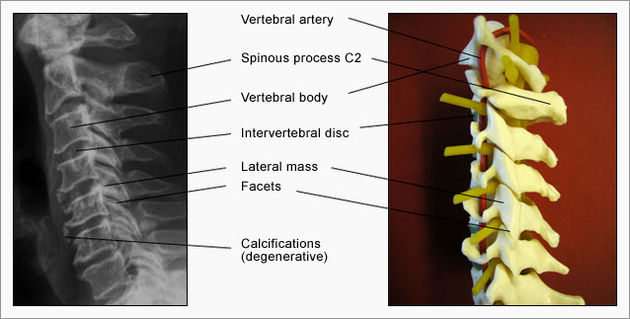 Vertebral artery
Spinous process C2
Vertebral body
Intervertebral disc
Lateral mass
Facets
Calcifications
(degenerative)